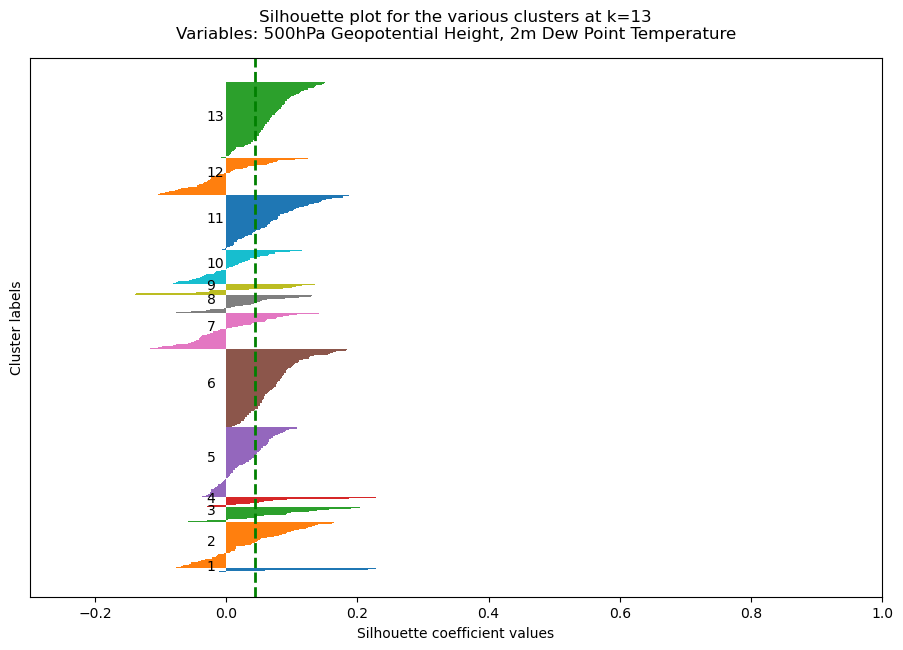 Silhouette plot for the various clusters at k=13
Variables: 500hPa Geopotential Height, 2m Dew Point Temperature
Cluster labels
13
12
11
10
9
8
7
6
5
4
3
2
1
−0.2 0.0 0.2 0.4 0.6 0.8 1.0
Silhouette coefficient values